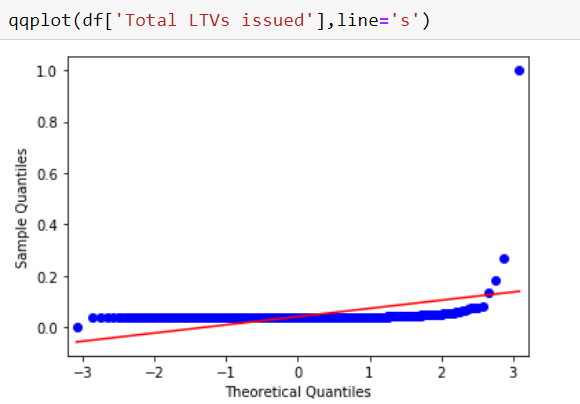 qqplot(df['Total LTVs issued'],line='s')
1.0
0.8
0.6
0.4
0.2
0.0
Sample Quantiles
−3 −2 −1 0 1 2 3
Theoretical Quantiles